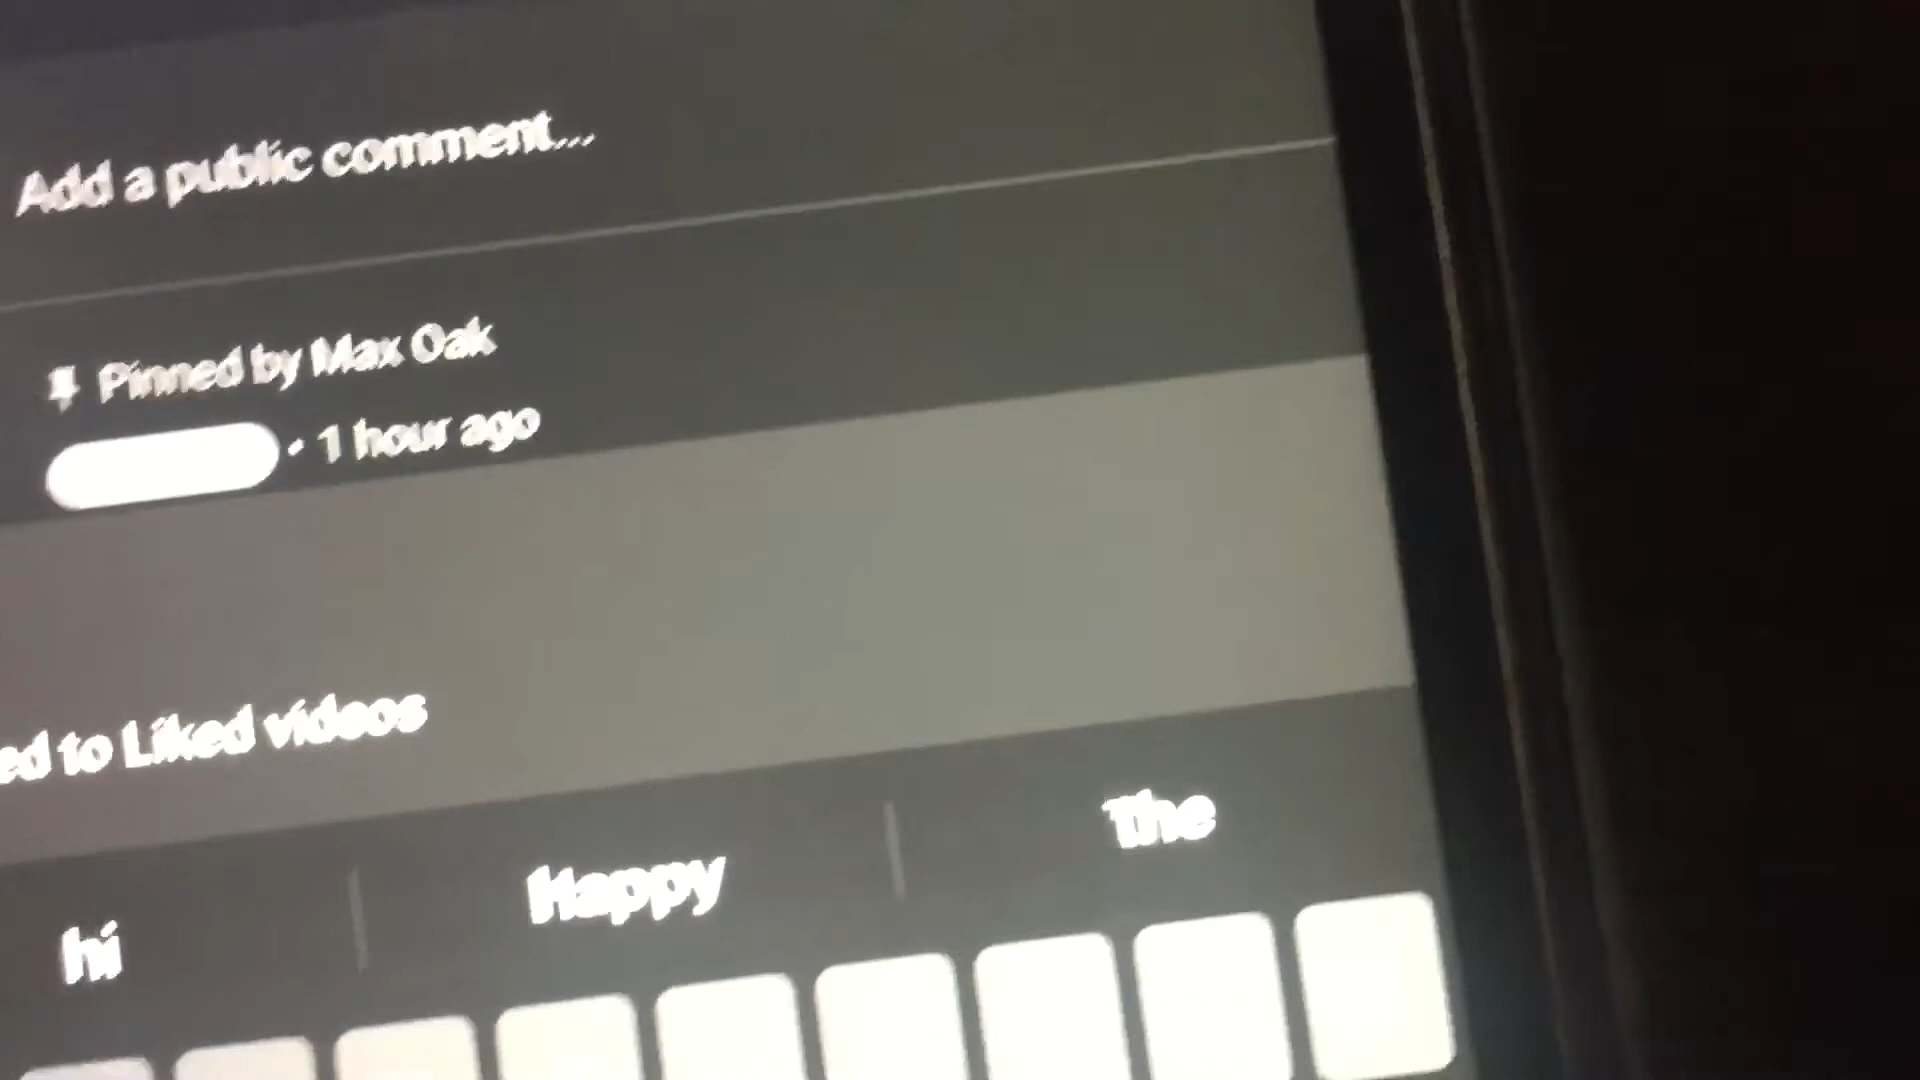 Add a public comment...
Pinned by Max Oak
· 1 hour ago
ed to Liked videos
hi
Happy
The